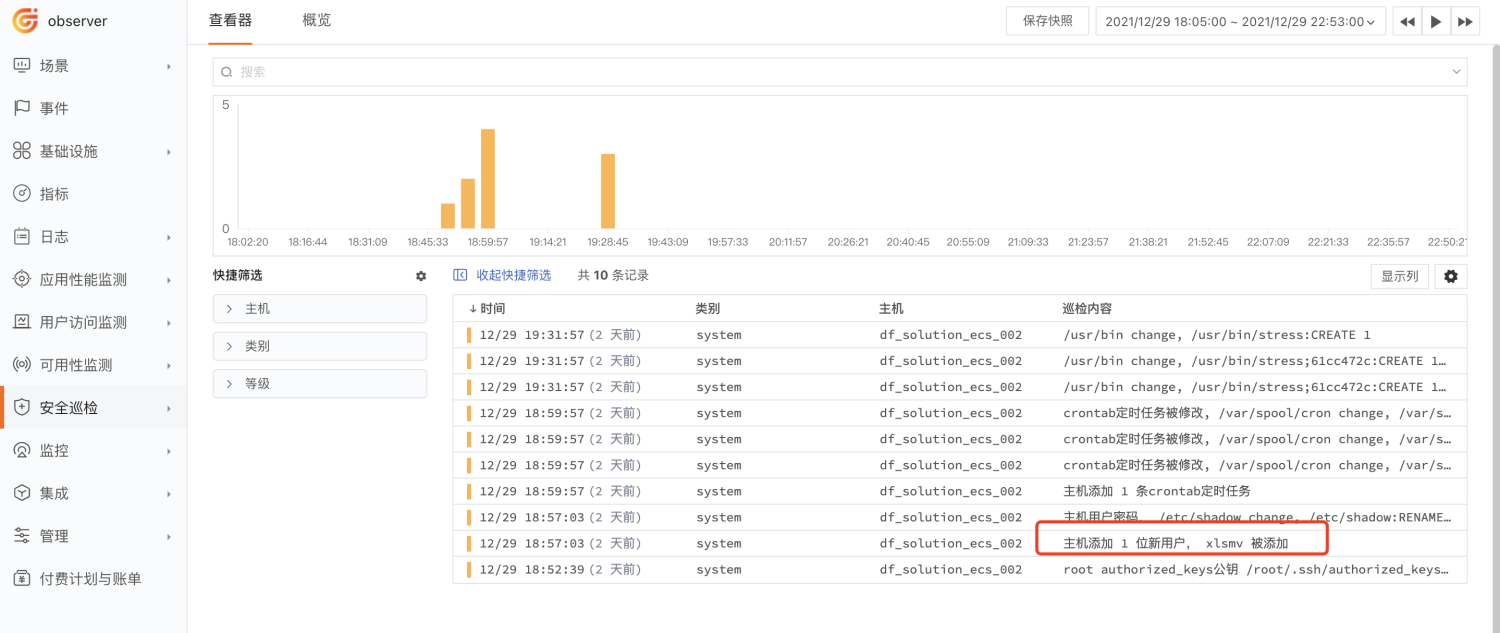 observer
查看器 概览
保存快照 2021/12/29 18:05:00 ~ 2021/12/29 22:53:00
场景
事件
基础设施
指标
日志
应用性能监测
用户访问监测
可用性监测
安全巡检
监控
集成
管理
付费计划与账单
搜索
5
0
18:02:20 18:16:44 18:31:09 18:45:33 18:59:57 19:14:21 19:28:45 19:43:09 19:57:33 20:11:57 20:26:21 20:40:45 20:55:09 21:09:33 21:23:57 21:38:21 21:52:45 22:07:09 22:21:33 22:35:57 22:50:21
快捷筛选
主机
类别
等级
收起快捷筛选 共 10 条记录 显示列
时间 类别 主机 巡检内容
12/29 19:31:57 (2 天前) system df_solution_ecs_002 /usr/bin change, /usr/bin/stress:CREATE 1
12/29 19:31:57 (2 天前) system df_solution_ecs_002 /usr/bin change, /usr/bin/stress;61cc472c:CREATE 1…
12/29 19:31:57 (2 天前) system df_solution_ecs_002 /usr/bin change, /usr/bin/stress;61cc472c:CREATE 1…
12/29 18:59:57 (2 天前) system df_solution_ecs_002 crontab定时任务被修改, /var/spool/cron change, /var/s…
12/29 18:59:57 (2 天前) system df_solution_ecs_002 crontab定时任务被修改, /var/spool/cron change, /var/s…
12/29 18:59:57 (2 天前) system df_solution_ecs_002 crontab定时任务被修改, /var/spool/cron change, /var/s…
12/29 18:59:57 (2 天前) system df_solution_ecs_002 主机添加 1 条crontab定时任务
12/29 18:57:03 (2 天前) system df_solution_ecs_002 主机用户密码, /etc/shadow change, /etc/shadow:RENAME…
12/29 18:57:03 (2 天前) system df_solution_ecs_002 主机添加 1 位新用户, xlsmv 被添加
12/29 18:52:39 (2 天前) system df_solution_ecs_002 root authorized_keys公钥 /root/.ssh/authorized_keys…